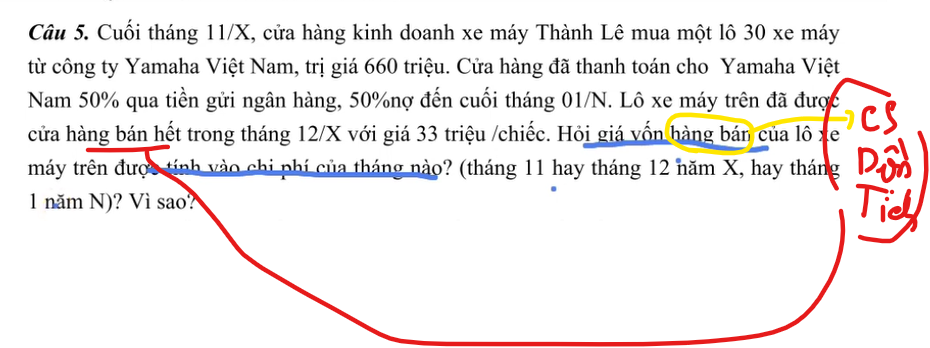 Câu 5. Cuối tháng 11/X, cửa hàng kinh doanh xe máy Thành Lê mua một lô 30 xe máy
từ công ty Yamaha Việt Nam, trị giá 660 triệu. Cửa hàng đã thanh toán cho Yamaha Việt
Nam 50% qua tiền gửi ngân hàng, 50%nợ đến cuối tháng 01/N. Lô xe máy trên đã được
cửa hàng bán hết trong tháng 12/X với giá 33 triệu /chiếc. Hỏi giá vốn hàng bán của lô xe
máy trên được tính vào chi phí của tháng nào? (tháng 11 hay tháng 12 năm X, hay tháng
1 năm N)? Vì sao?
CS
Dồn
Tích